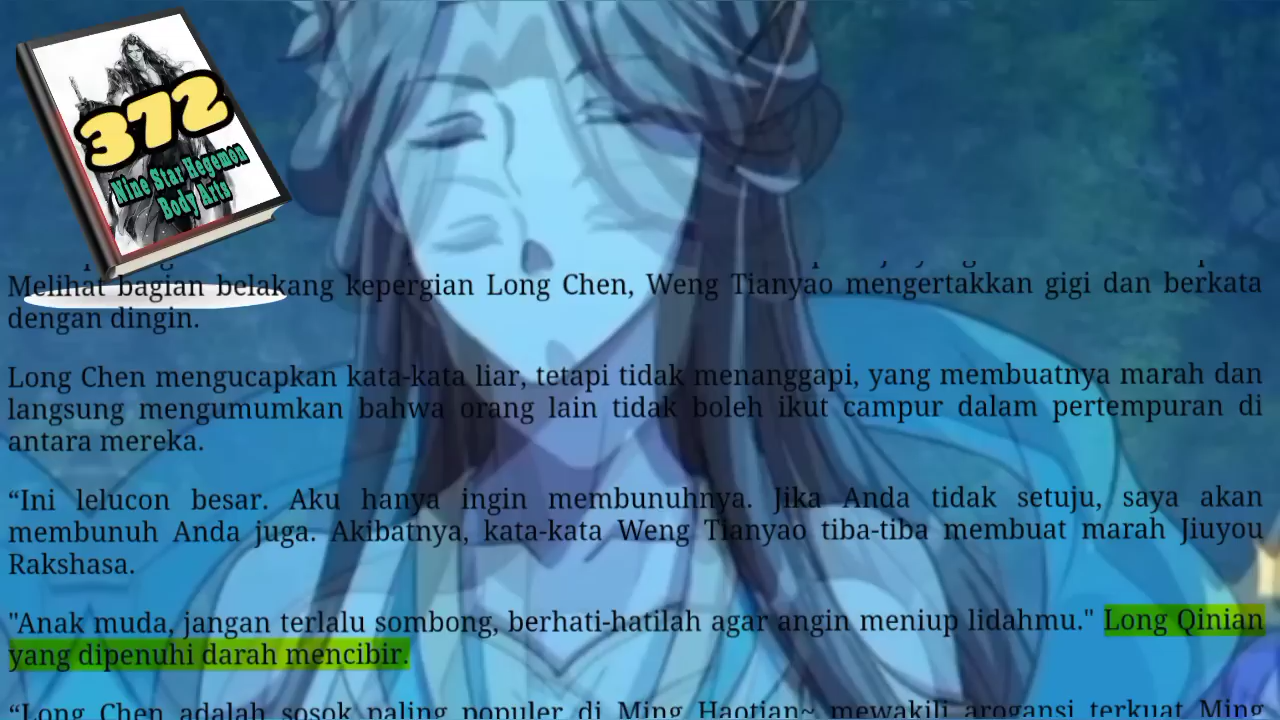 372
Nine Star Hegemon
Body Arts
Melihat bagian belakang kepergian Long Chen, Weng Tianyao mengertakkan gigi dan berkata
dengan dingin.
Long Chen mengucapkan kata-kata liar, tetapi tidak menanggapi, yang membuatnya marah dan
langsung mengumumkan bahwa orang lain tidak boleh ikut campur dalam pertempuran di
antara mereka.
“Ini lelucon besar. Aku hanya ingin membunuhnya. Jika Anda tidak setuju, saya akan
membunuh Anda juga. Akibatnya, kata-kata Weng Tianyao tiba-tiba membuat marah Jiuyou
Rakshasa.
"Anak muda, jangan terlalu sombong, berhati-hatilah agar angin meniup lidahmu." Long Qinian
yang dipenuhi darah mencibir.
“Long Chen adalah sosok paling populer di Ming Haotian~ mewakili arogansi terkuat Ming